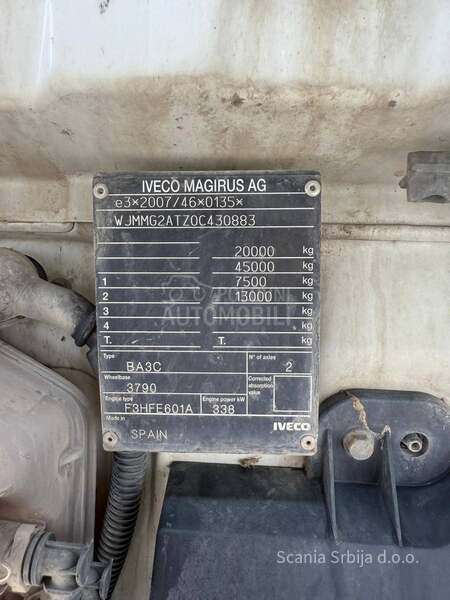 IVECO MAGIRUS AG
e3*2007/46*0135*
WJMMG2ATZ0C430883
20000 kg
45000 kg
1 7500 kg
2 13000 kg
3 kg
4 kg
T. T. kg
POLOVNI
AUTOMOBILI
Type N° of axles
BA3C 2
Wheelbase Corrected absorption value
3790
Engine type Engine power kW
F3HFE601A 338
Made in IVECO
SPAIN
Scania Srbija d.o.o.